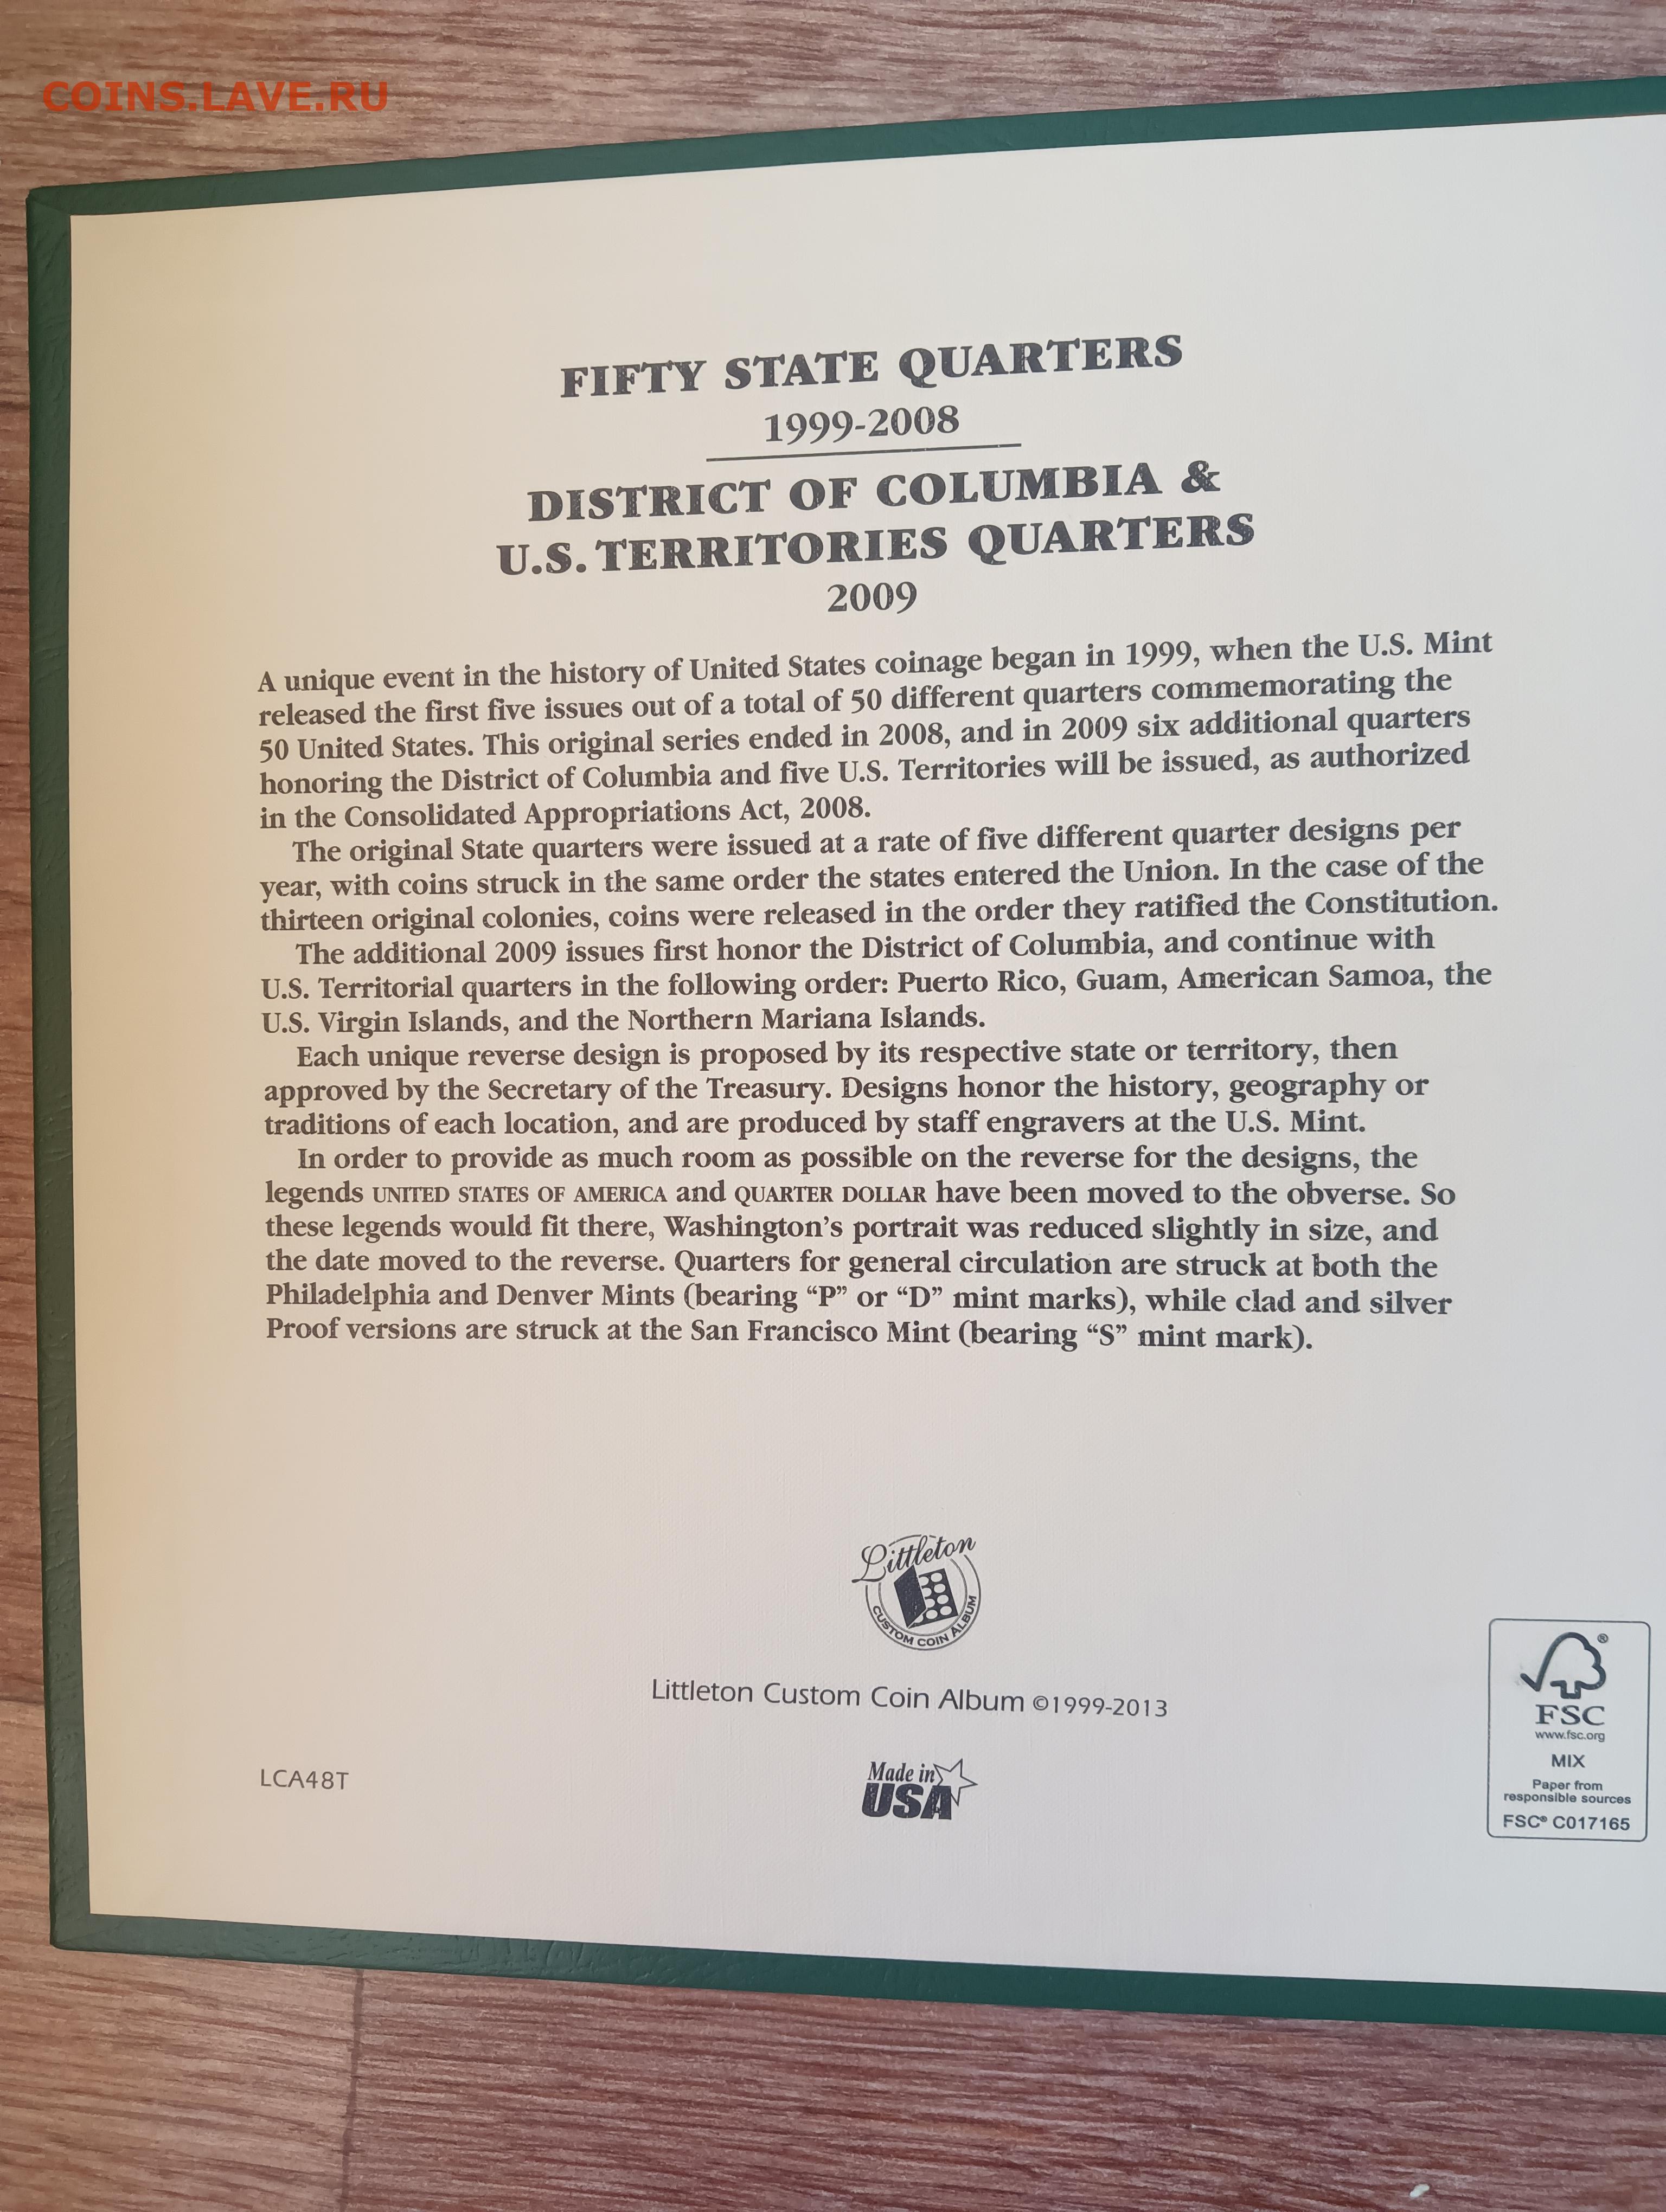 COINS.LAVE.RU
FIFTY STATE QUARTERS
1999-2008
DISTRICT OF COLUMBIA &
U.S. TERRITORIES QUARTERS
2009
A unique event in the history of United States coinage began in 1999, when the U.S. Mint
released the first five issues out of a total of 50 different quarters commemorating the
50 United States. This original series ended in 2008, and in 2009 six additional quarters
honoring the District of Columbia and five U.S. Territories will be issued, as authorized
in the Consolidated Appropriations Act, 2008.
The original State quarters were issued at a rate of five different quarter designs per
year, with coins struck in the same order the states entered the Union. In the case of the
thirteen original colonies, coins were released in the order they ratified the Constitution.
The additional 2009 issues first honor the District of Columbia, and continue with
U.S. Territorial quarters in the following order: Puerto Rico, Guam, American Samoa, the
U.S. Virgin Islands, and the Northern Mariana Islands.
Each unique reverse design is proposed by its respective state or territory, then
approved by the Secretary of the Treasury. Designs honor the history, geography or
traditions of each location, and are produced by staff engravers at the U.S. Mint.
In order to provide as much room as possible on the reverse for the designs, the
legends UNITED STATES OF AMERICA and QUARTER DOLLAR have been moved to the obverse. So
these legends would fit there, Washington's portrait was reduced slightly in size, and
the date moved to the reverse. Quarters for general circulation are struck at both the
Philadelphia and Denver Mints (bearing “P” or “D” mint marks), while clad and silver
Proof versions are struck at the San Francisco Mint (bearing “S” mint mark).
Littleton
CUSTOM COIN ALBUM
Littleton Custom Coin Album ©1999-2013
LCA48T
Made in
USA
®
FSC
www.fsc.org
MIX
Paper from
responsible sources
FSC® C017165